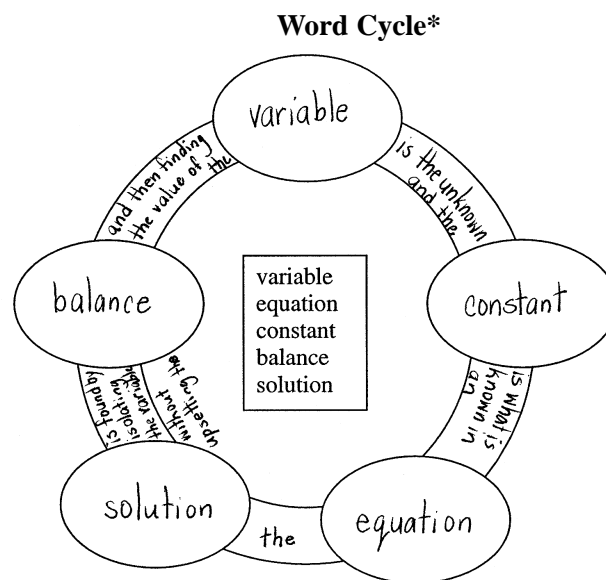 Word Cycle*
variable
is the unknown
and the
constant
is what is
known in
an
equation
the
solution
is found by
isolating
the variable
without
upsetting the
balance
and then finding
the value of
the
variable
equation
constant
balance
solution